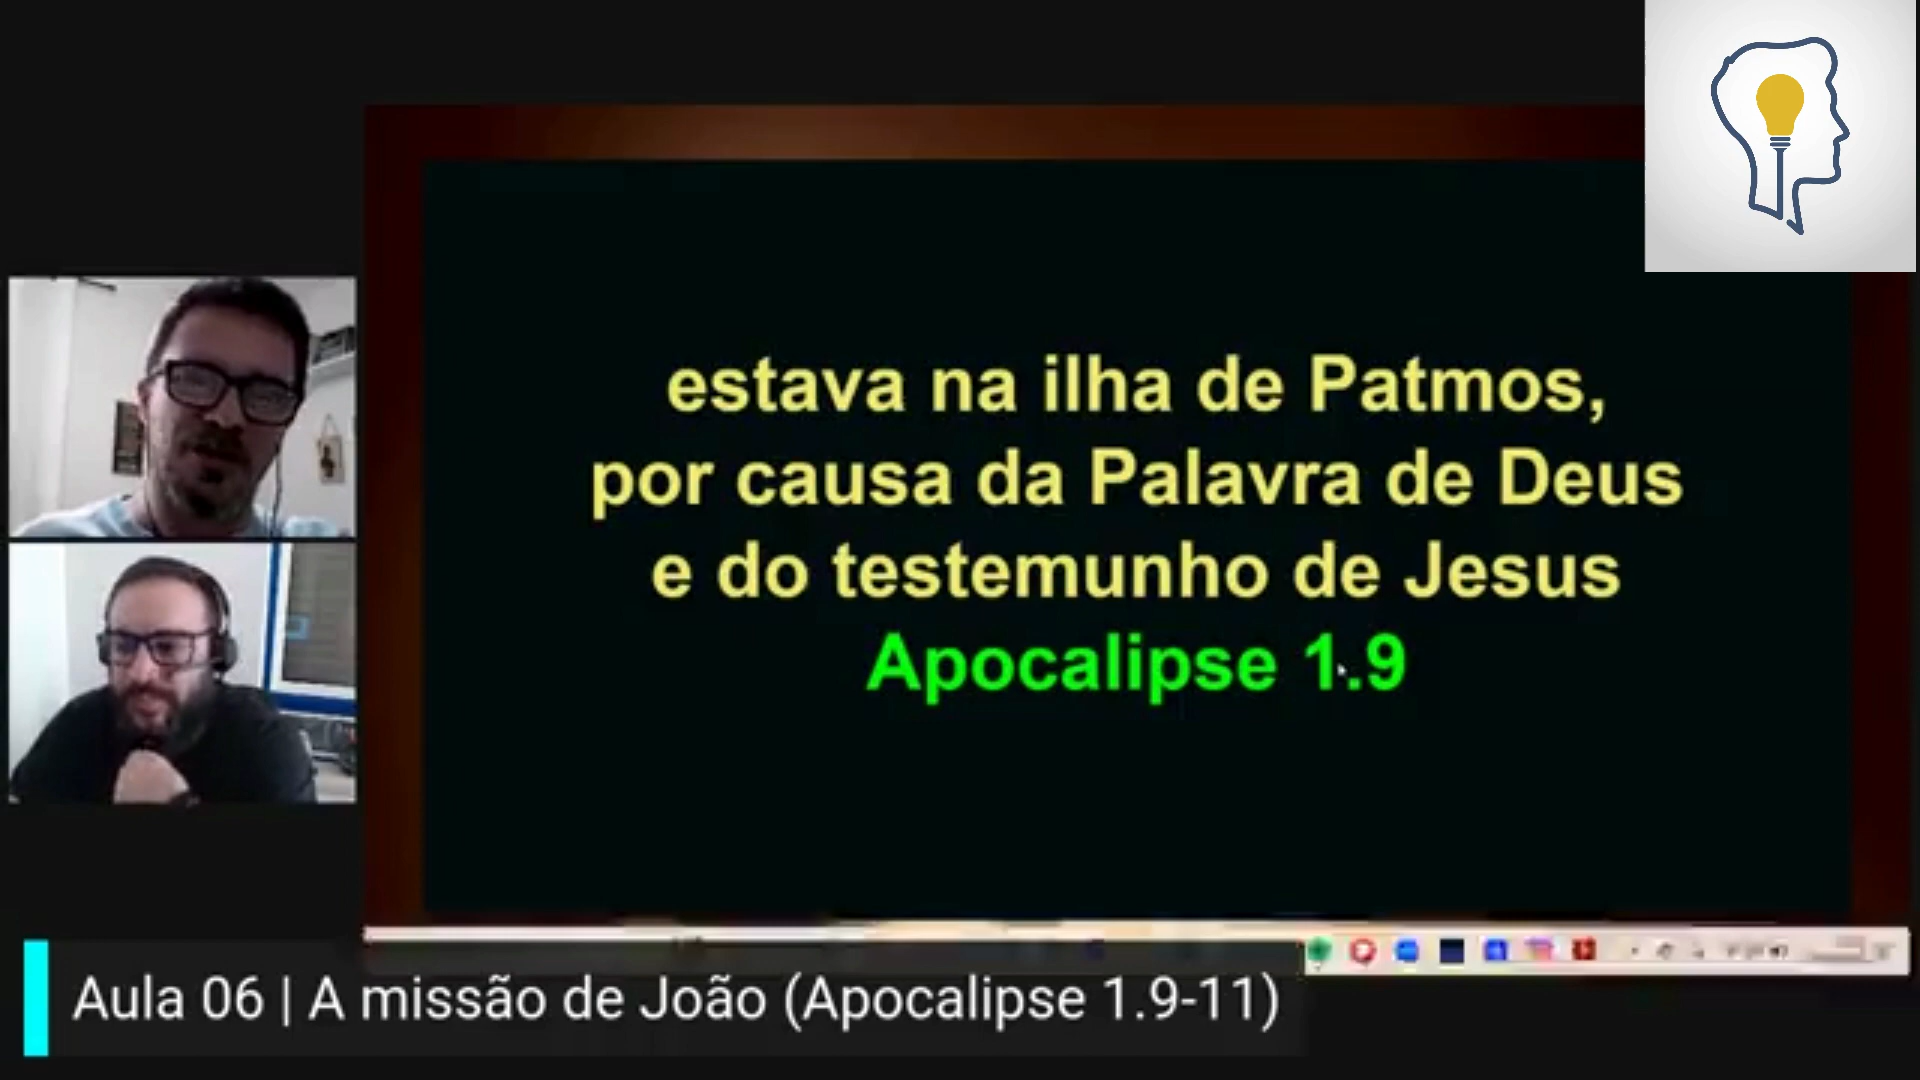 estava na ilha de Patmos,
por causa da Palavra de Deus
e do testemunho de Jesus
Apocalipse 1.9
Aula 06 | A missão de João (Apocalipse 1.9-11)